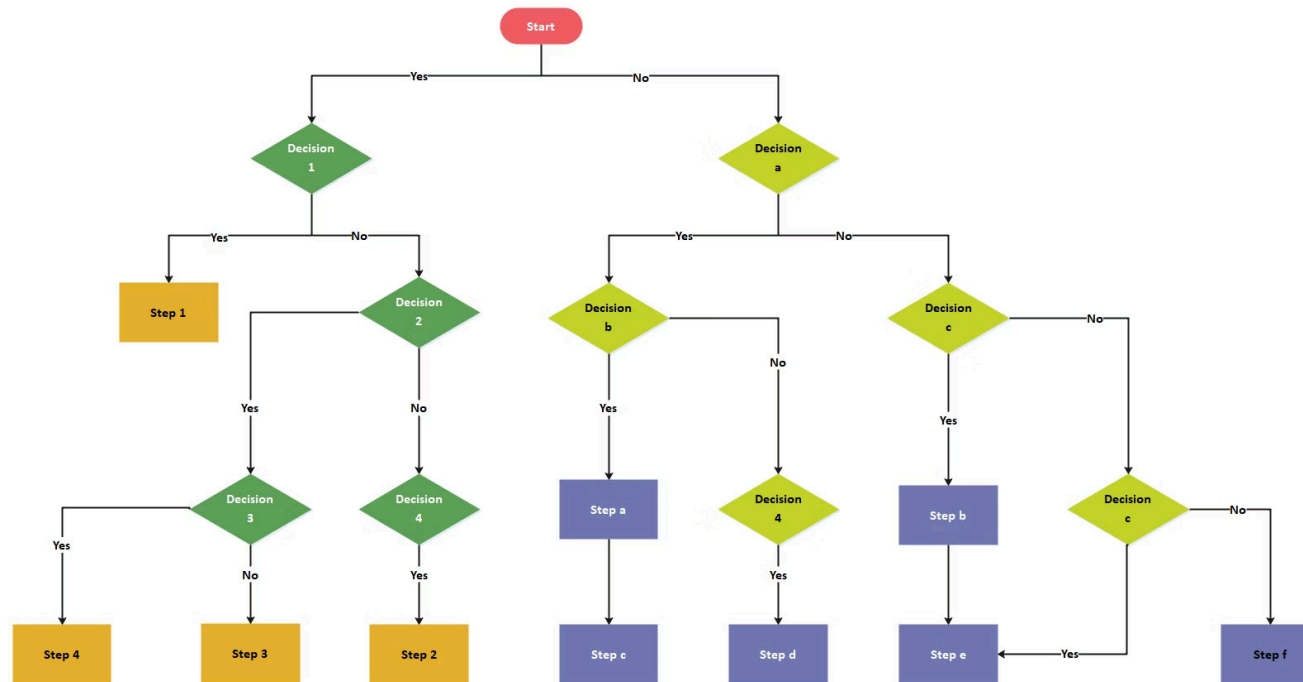 Start
Yes
No
Decision
1
Decision
a
Yes
No
Yes
No
Step 1
Decision
2
Decision
b
Decision
c
No
No
Yes
No
Yes
Yes
Decision
3
Decision
4
Step a
Decision
4
Step b
Decision
c
No
Yes
No
Yes
Yes
Step 4
Step 3
Step 2
Step c
Step d
Step e
Yes
Step f